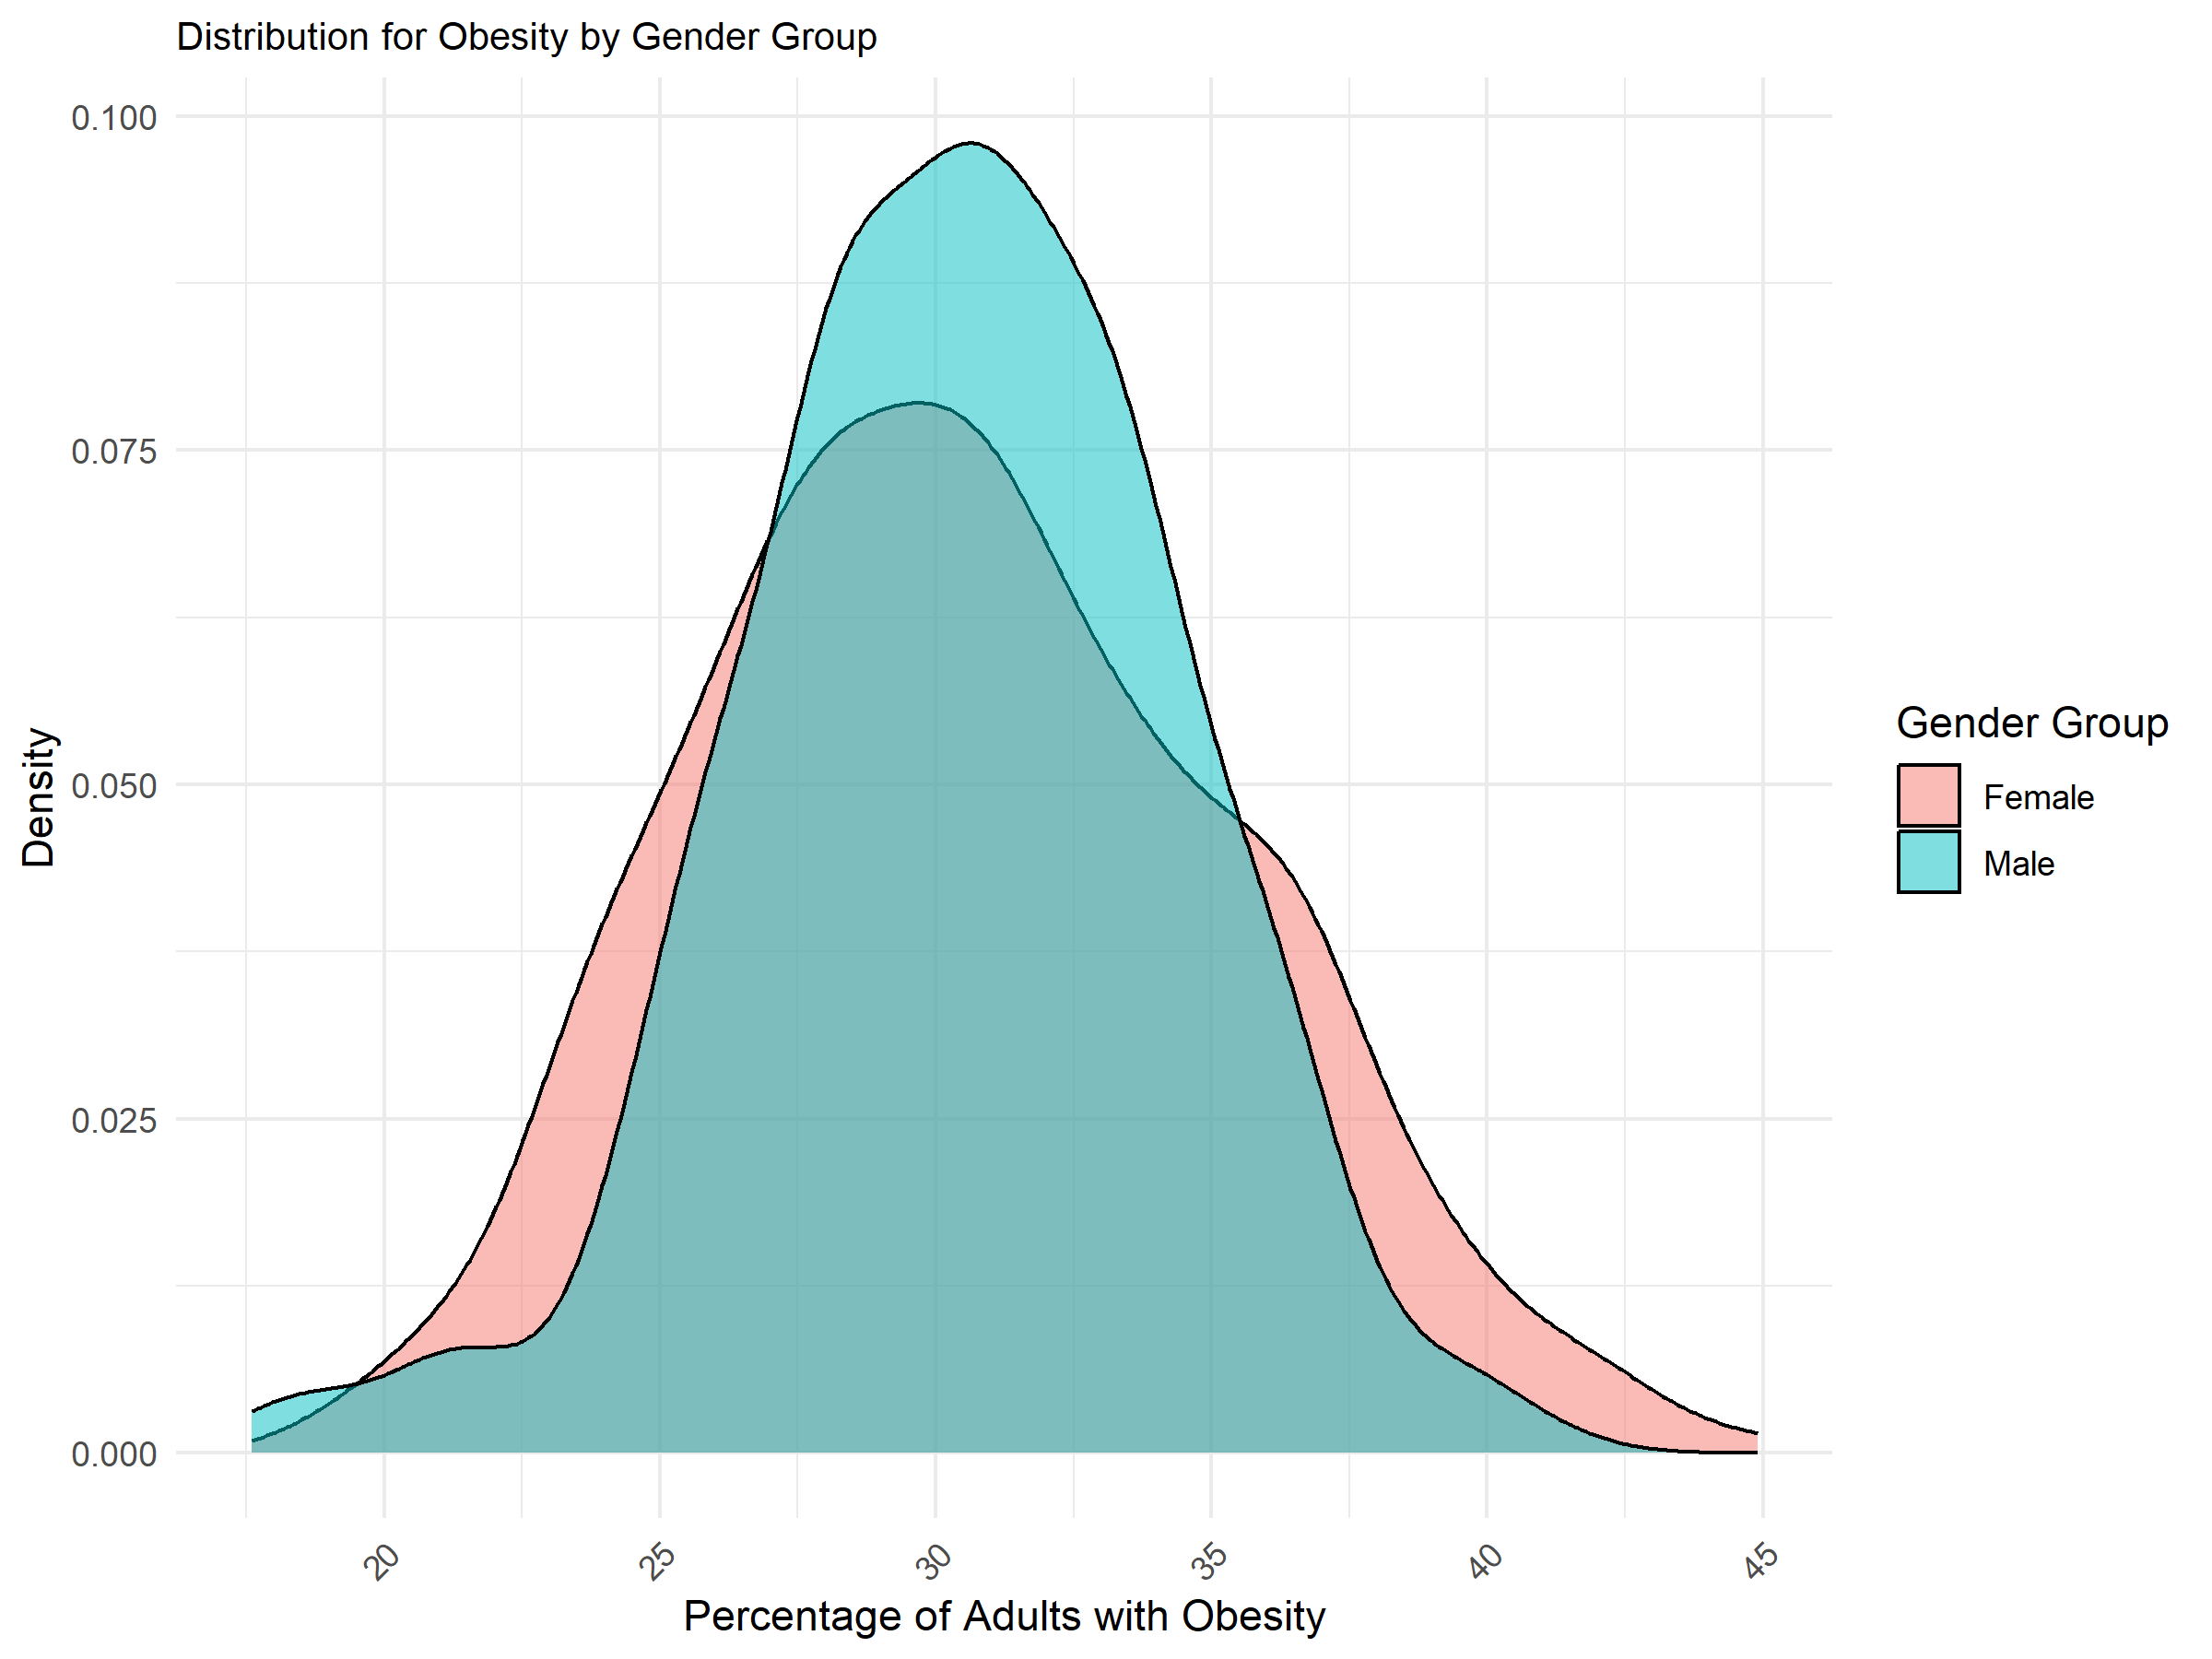 Distribution for Obesity by Gender Group
0.100
0.075
0.050
0.025
0.000
Density
20 25 30 35 40 45
Percentage of Adults with Obesity
Gender Group
Female
Male